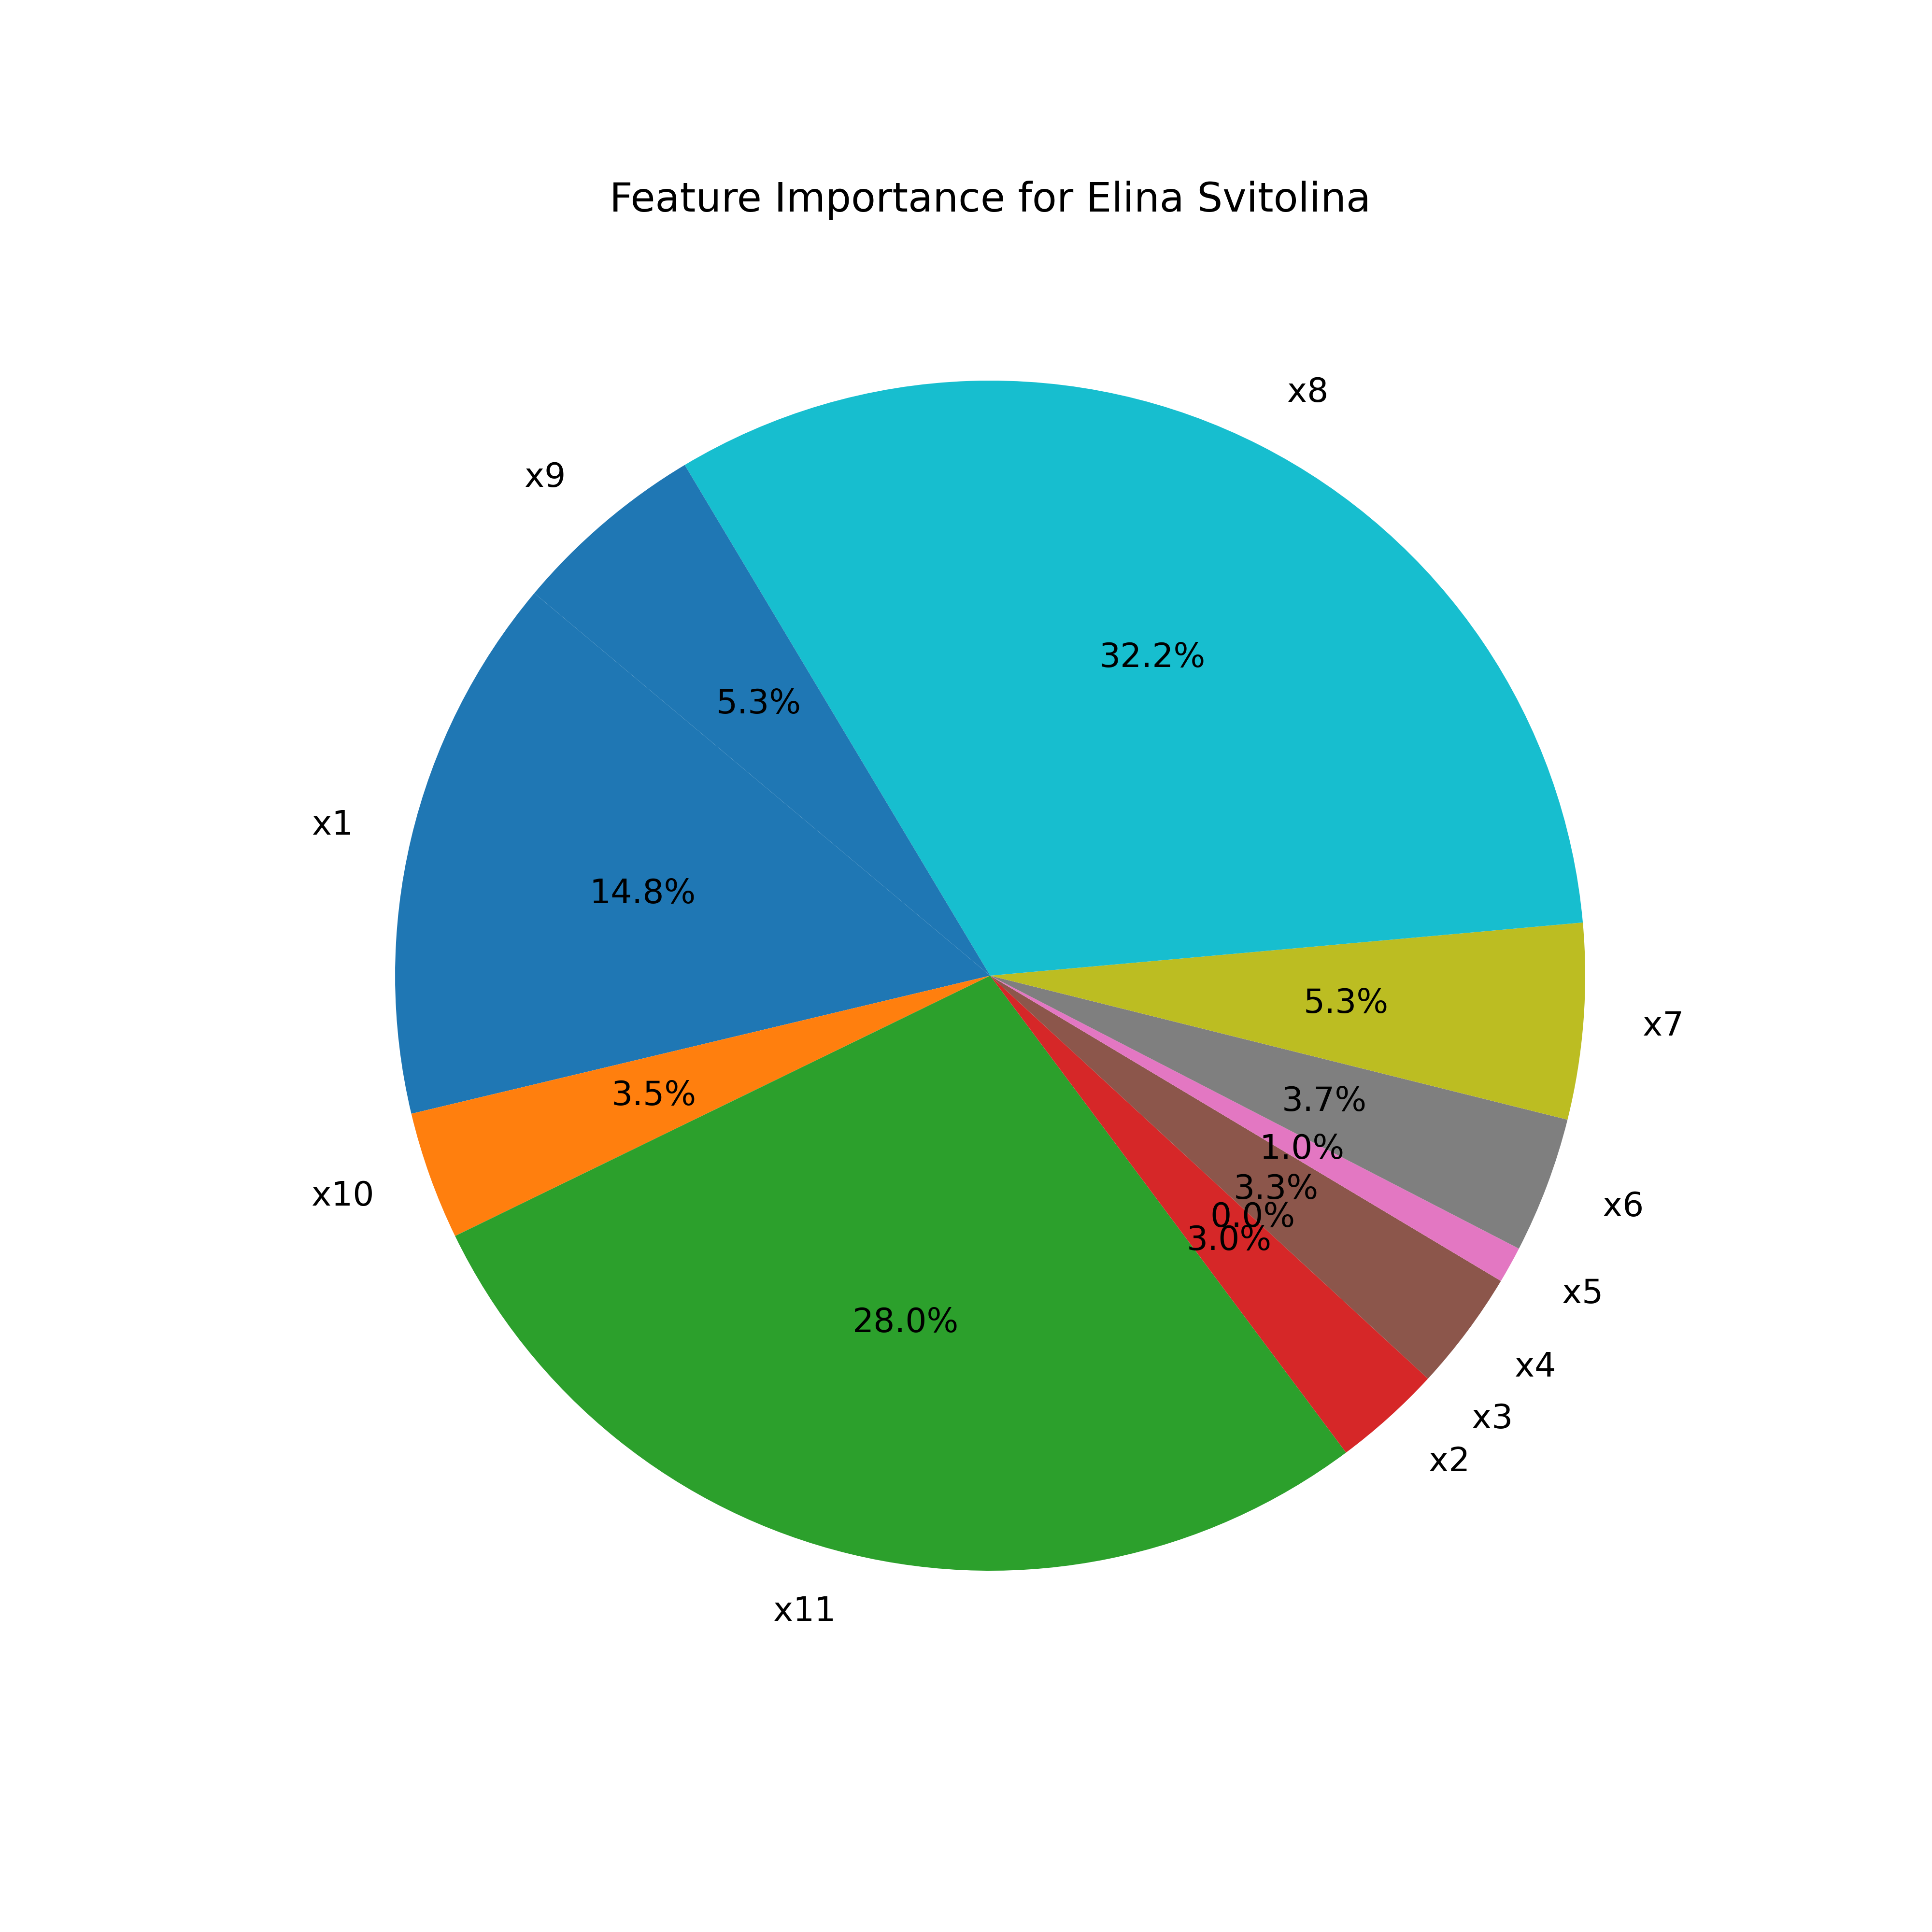 Feature Importance for Elina Svitolina
x8
x9
32.2%
5.3%
x1
14.8%
5.3%
x7
3.7%
3.5%
1.0%
3.3%
x10
x6
0.0%
3.0%
x5
28.0%
x4
x3
x2
x11